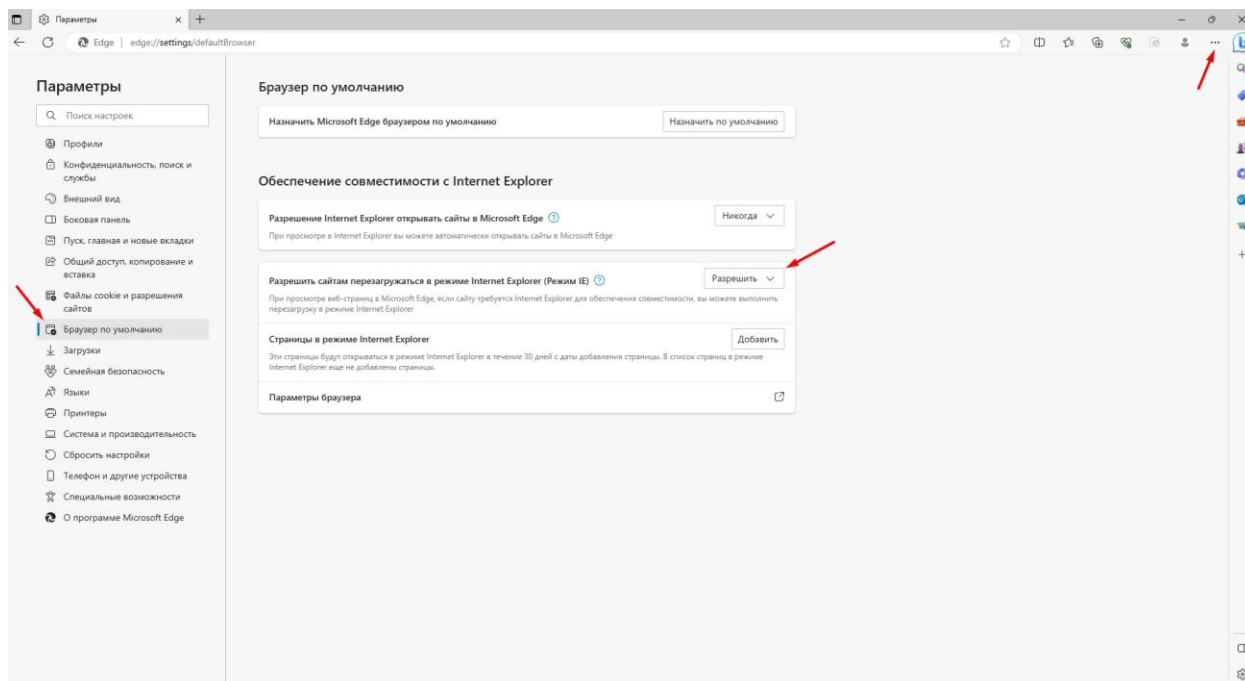 Параметры
Edge | edge://settings/defaultBrowser
Параметры
Поиск настроек
Профили
Конфиденциальность, поиск и
службы
Внешний вид
Боковая панель
Пуск, главная и новые вкладки
Общий доступ, копирование и
вставка
Файлы cookie и разрешения
сайтов
Браузер по умолчанию
Загрузки
Семейная безопасность
Языки
Принтеры
Система и производительность
Сбросить настройки
Телефон и другие устройства
Специальные возможности
О программе Microsoft Edge
Браузер по умолчанию
Назначить Microsoft Edge браузером по умолчанию
Назначить по умолчанию
Обеспечение совместимости с Internet Explorer
Разрешение Internet Explorer открывать сайты в Microsoft Edge
Никогда
При просмотре в Internet Explorer вы можете автоматически открывать сайты в Microsoft Edge
Разрешить сайтам перезагружаться в режиме Internet Explorer (Режим IE)
Разрешить
При просмотре веб-страниц в Microsoft Edge, если сайту требуется Internet Explorer для обеспечения совместимости, вы можете выполнить
перезагрузку в режиме Internet Explorer
Страницы в режиме Internet Explorer
Добавить
Эти страницы будут открываться в режиме Internet Explorer в течение 30 дней с даты добавления страницы. В список страниц в режиме
Internet Explorer еще не добавлены страницы.
Параметры браузера